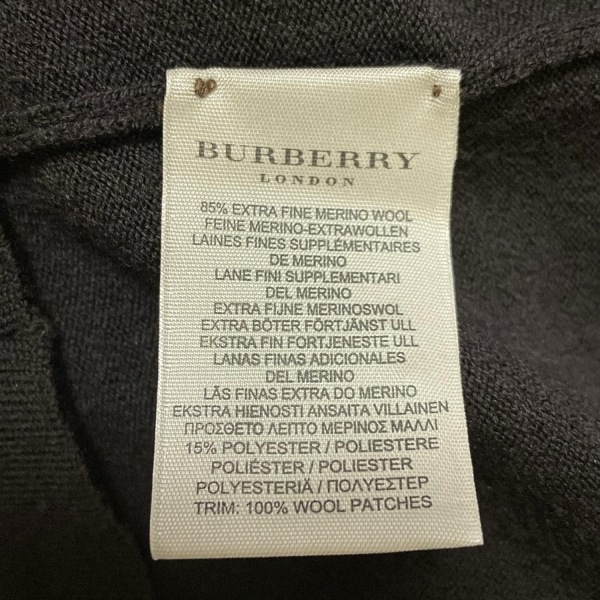 BURBERRY
LONDON
85% EXTRA FINE MERINO WOOL
FEINE MERINO-EXTRAWOLLEN
LAINES FINES SUPPLÉMENTAIRES
DE MERINO
LANE FINI SUPPLEMENTARI
DEL MERINO
EXTRA FIJNE MERINOSWOL
EXTRA BÖTER FÖRTJÄNST ULL
EKSTRA FIN FORTJENESTE ULL
LANAS FINAS ADICIONALES
DEL MERINO
LÃS FINAS EXTRA DO MERINO
EKSTRA HIENOSTI ANSAITA VILLAINEN
ΠΡΟΣΘΕΤΟ ΛΕΠΤΟ ΜΕΡΙΝΟΣ ΜΑΛΛΙ
15% POLYESTER / POLIESTERE
POLIÉSTER / POLIESTER
POLYESTERIÄ / ΠΟΛΥΕΣΤΕΡ
TRIM: 100% WOOL PATCHES